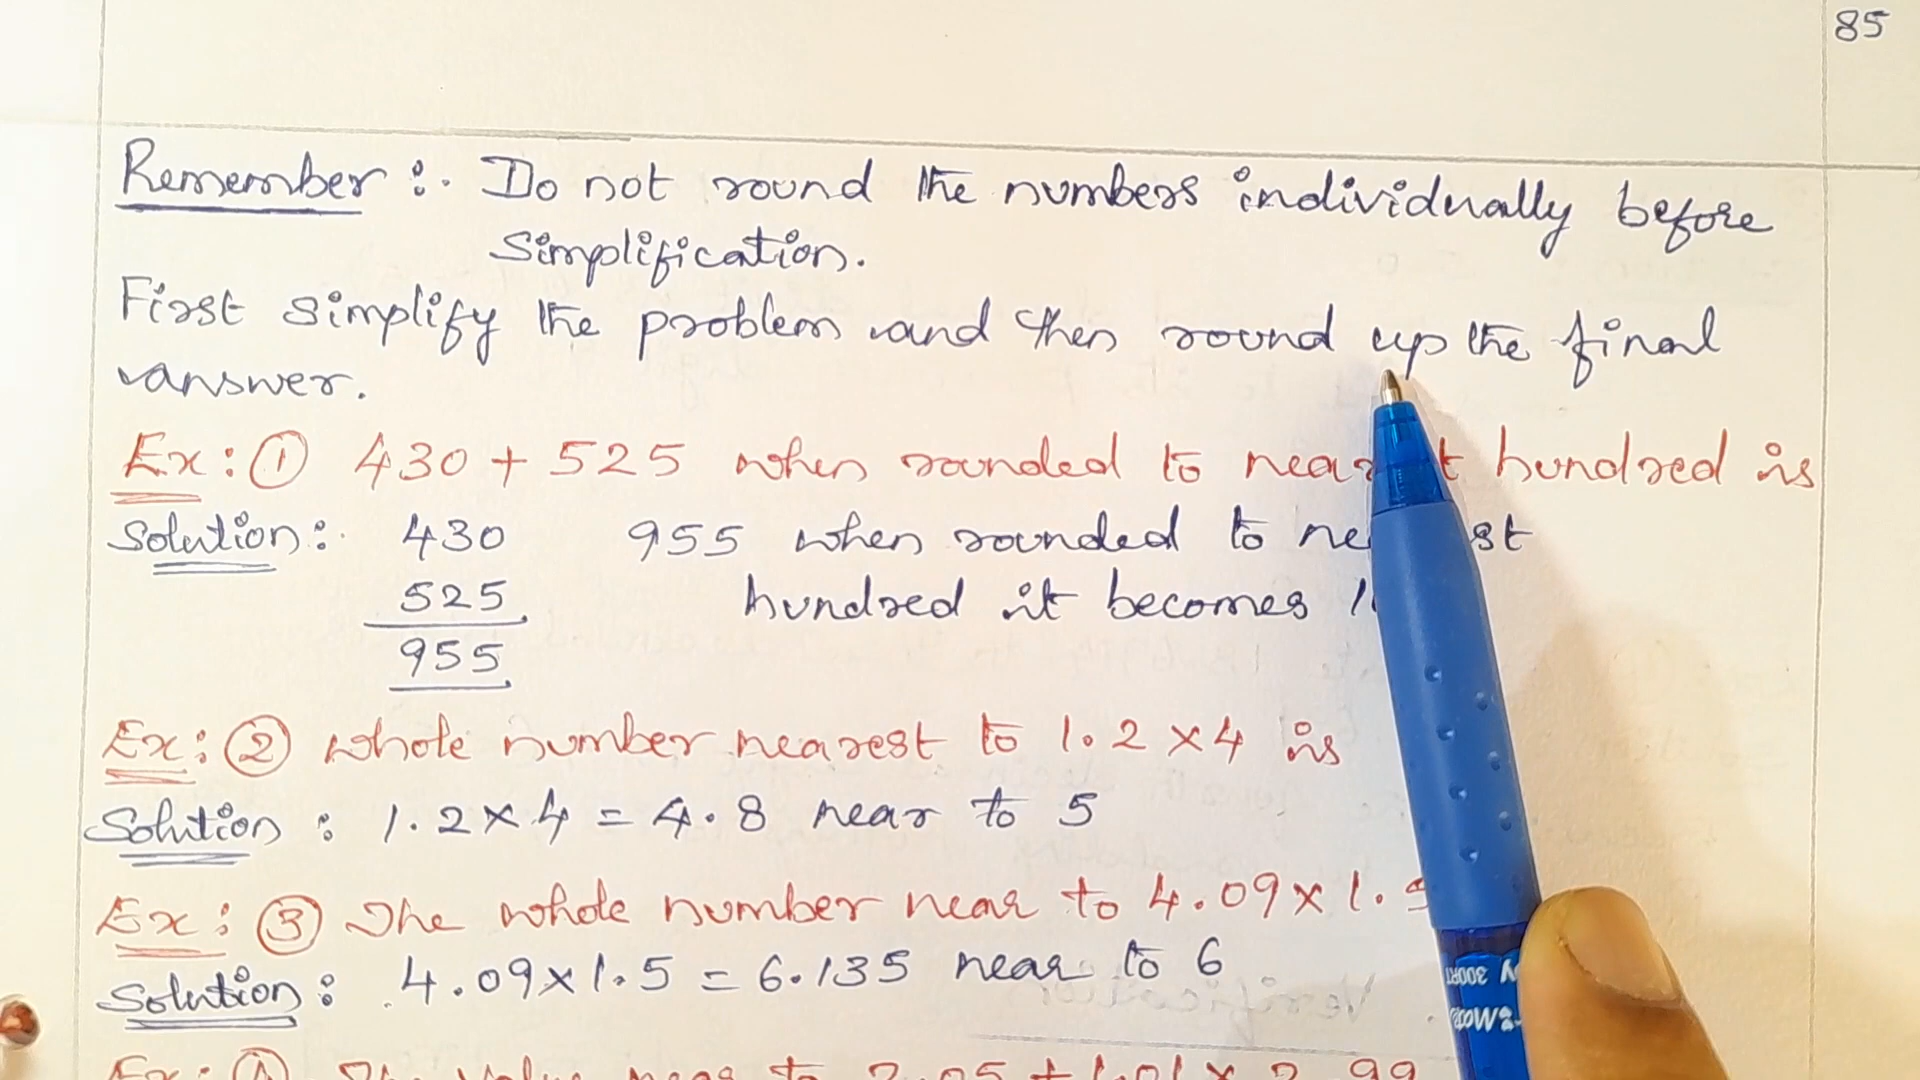 85
Remember :- Do not round the numbers individually before
simplification.
First simplify the problem and then round up the final
answer.
Ex: ① 430 + 525 when rounded to hundred is
Solution :- 430 955 when rounded to
525 hundred it becomes
955
Ex: ② whole number nearest to 1.2 × 4 is
Solution : 1.2 × 4 = 4.8 near to 5
Ex: ③ The whole number near to 4.09 × 1.5
Solution : 4.09 × 1.5 = 6.135 near to 6